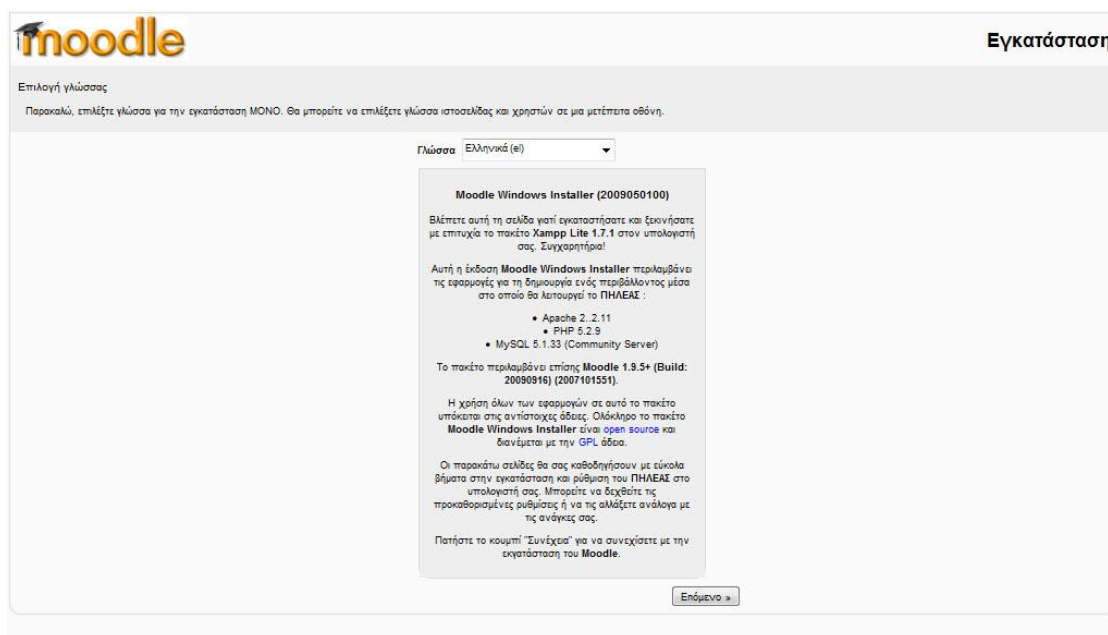 moodle
Εγκατάσταση
Επιλογή γλώσσας
Παρακαλώ, επιλέξτε γλώσσα για την εγκατάσταση ΜΟΝΟ. Θα μπορείτε να επιλέξετε γλώσσα ιστοσελίδας και χρηστών σε μια μετέπειτα οθόνη.
Γλώσσα Ελληνικά (el)
Moodle Windows Installer (2009050100)
Βλέπετε αυτή τη σελίδα γιατί εγκαταστήσατε και ξεκινήσατε
με επιτυχία το πακέτο Xampp Lite 1.7.1 στον υπολογιστή
σας. Συγχαρητήρια!
Αυτή η έκδοση Moodle Windows Installer περιλαμβάνει
τις εφαρμογές για τη δημιουργία ενός περιβάλλοντος μέσα
στο οποίο θα λειτουργεί το ΠΗΛΕΑΣ :
• Apache 2..2.11
• PHP 5.2.9
• MySQL 5.1.33 (Community Server)
Το πακέτο περιλαμβάνει επίσης Moodle 1.9.5+ (Build:
20090916) (2007101551).
Η χρήση όλων των εφαρμογών σε αυτό το πακέτο
υπόκειται στις αντίστοιχες άδειες. Ολόκληρο το πακέτο
Moodle Windows Installer είναι open source και
διανέμεται με την GPL άδεια.
Οι παρακάτω σελίδες θα σας καθοδηγήσουν με εύκολα
βήματα στην εγκατάσταση και ρύθμιση του ΠΗΛΕΑΣ στο
υπολογιστή σας. Μπορείτε να δεχθείτε τις
προκαθορισμένες ρυθμίσεις ή να τις αλλάξετε ανάλογα με
τις ανάγκες σας.
Πατήστε το κουμπί "Συνέχεια" για να συνεχίσετε με την
εκγατάσταση του Moodle.
Επόμενο »